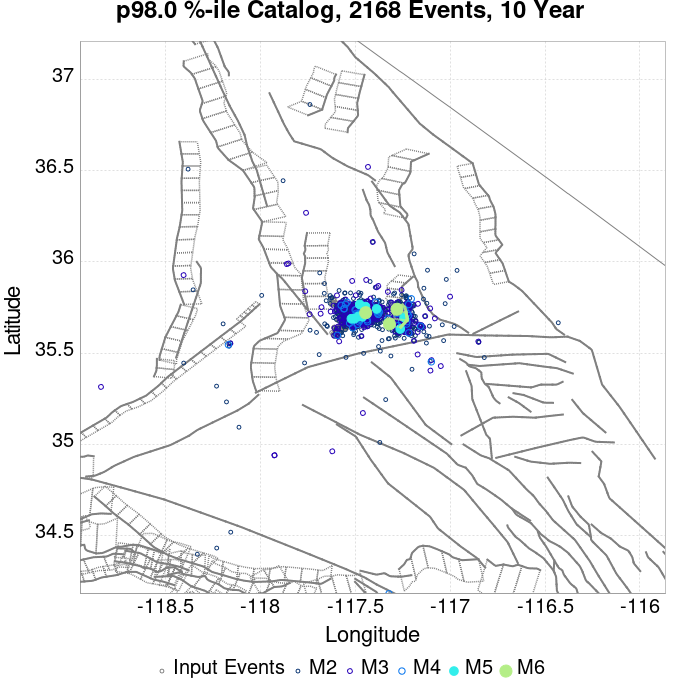 p98.0 %-ile Catalog, 2168 Events, 10 Year
37
36.5
36
35.5
35
34.5
Latitude
-118.5 -118 -117.5 -117 -116.5 -116
Longitude
Input Events M2 M3 M4 M5 M6